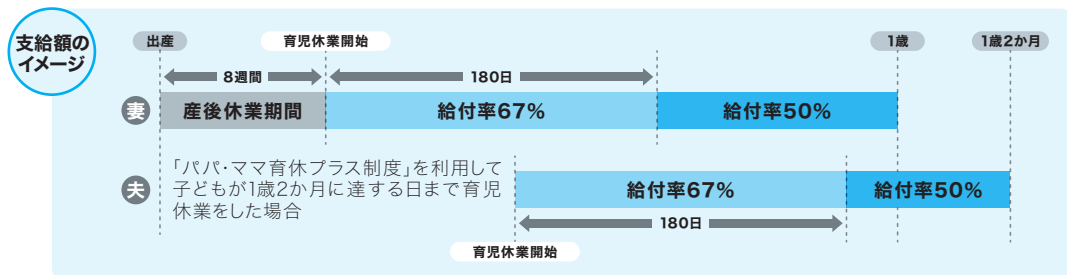 支給額の
イメージ
出産
育児休業開始
1歳
1歳2か月
8週間
180日
妻
産後休業期間
給付率67%
給付率50%
「パパ・ママ育休プラス制度」を利用して
子どもが1歳2か月に達する日まで育児
休業をした場合
夫
給付率67%
給付率50%
180日
育児休業開始